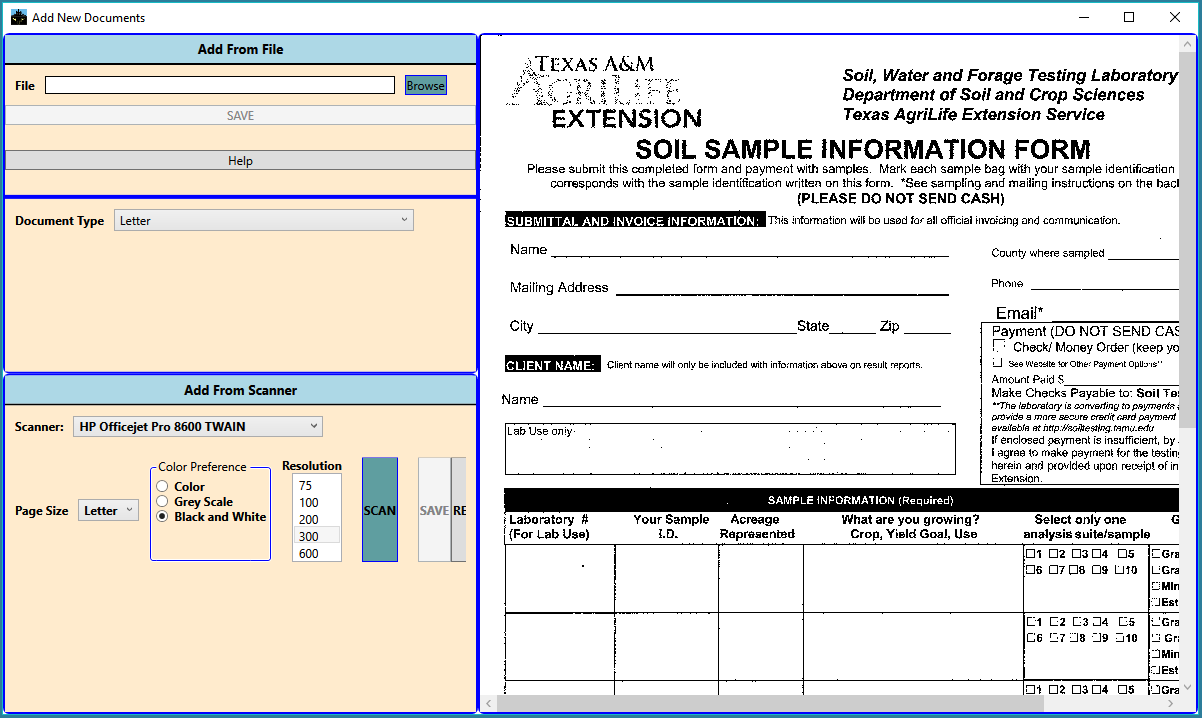 Add New Documents
Add From File
File
Browse
SAVE
Help
Document Type Letter
Add From Scanner
Scanner: HP Officejet Pro 8600 TWAIN
Color Preference
Color
Grey Scale
Black and White
Resolution
75
100
200
300
600
Page Size Letter
SCAN
SAVE
RE
TEXAS A&M
AGRILIFE
EXTENSION
Soil, Water and Forage Testing Laboratory
Department of Soil and Crop Sciences
Texas AgriLife Extension Service
SOIL SAMPLE INFORMATION FORM
Please submit this completed form and payment with samples. Mark each sample bag with your sample identification
corresponds with the sample identification written on this form. *See sampling and mailing instructions on the bac
(PLEASE DO NOT SEND CASH)
SUBMITTAL AND INVOICE INFORMATION: This information will be used for all official invoicing and communication.
Name
County where sampled
Mailing Address
Phone
City State Zip
Email*
Payment (DO NOT SEND CAS
Check/ Money Order (keep yo
See Website for Other Payment Options**
Amount Paid $
Make Checks Payable to: Soil Tes
**The laboratory is converting to payments
provide a more secure credit card payment
available at http://soiltesting.tamu.edu
If enclosed payment is insufficient, by
I agree to make payment for the testing
herein and provided upon receipt of in
Extension.
CLIENT NAME: Client name will only be included with information above on result reports.
Name
Lab Use only
SAMPLE INFORMATION (Required)
Laboratory #
(For Lab Use)
Your Sample
I.D.
Acreage
Represented
What are you growing?
Crop, Yield Goal, Use
Select only one
analysis suite/sample
G
1 2 3 4 5
6 7 8 9 10
Gra
Gra
Min
Est
1 2 3 4 5
6 7 8 9 10
Gra
Gr
Min
Est
1 2 3 4 5
Gra